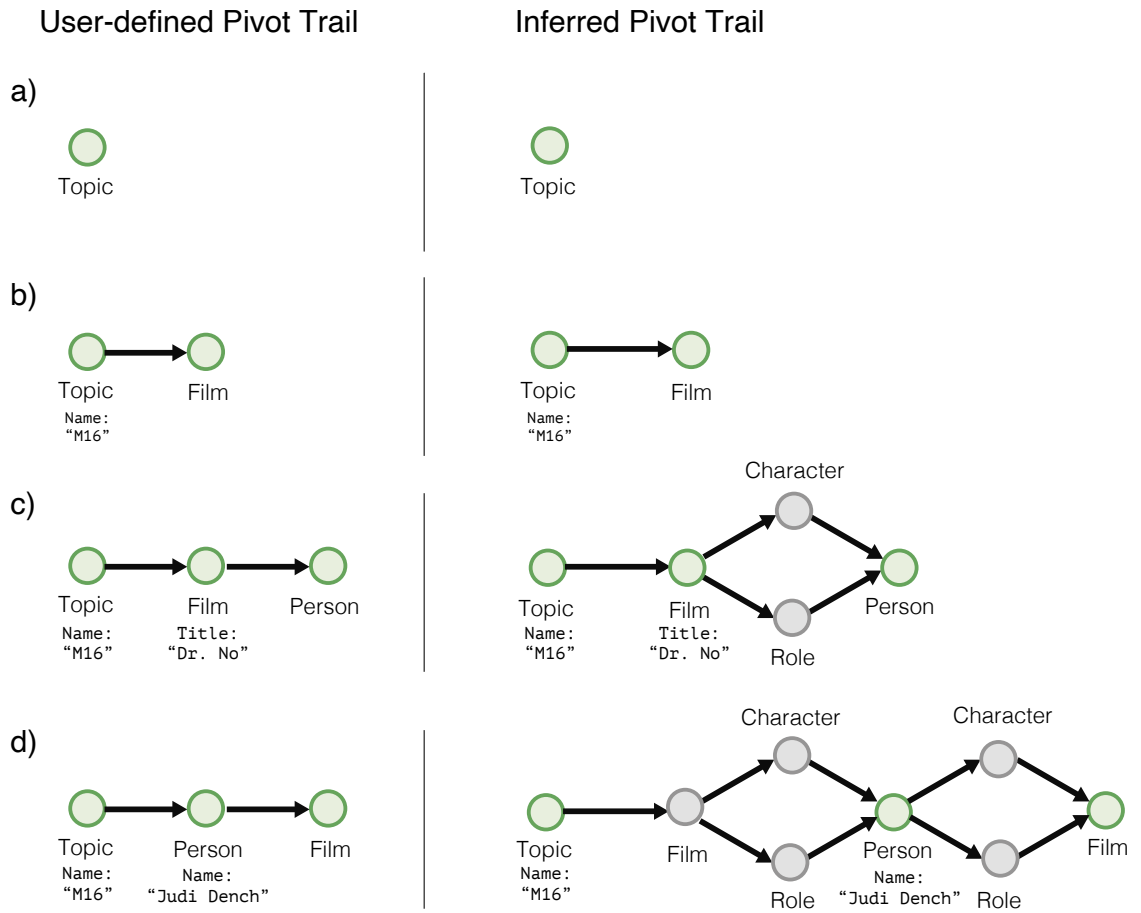 User-defined Pivot Trail
Inferred Pivot Trail
a)
Topic
Topic
b)
Topic
Name:
“M16”
Film
Topic
Name:
“M16”
Film
c)
Topic
Name:
“M16”
Film
Title:
“Dr. No”
Person
Topic
Name:
“M16”
Film
Title:
“Dr. No”
Character
Role
Person
d)
Topic
Name:
“M16”
Person
Name:
“Judi Dench”
Film
Topic
Name:
“M16”
Film
Character
Role
Person
Name:
“Judi Dench”
Character
Role
Film